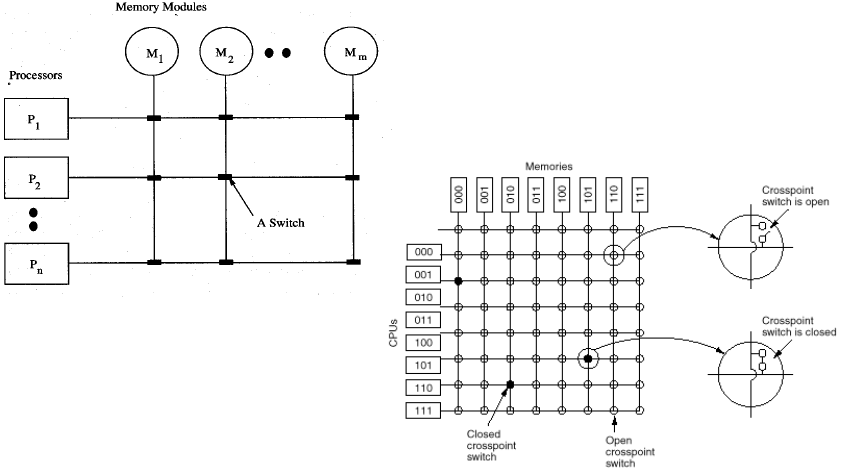 Memory Modules
M1
M2
Mm
Processors
P1
P2
A Switch
Pn
Memories
000
001
010
011
100
101
110
111
Crosspoint
switch is open
CPUs
000
001
010
011
100
101
110
111
Crosspoint
switch is closed
Closed
crosspoint
switch
Open
crosspoint
switch